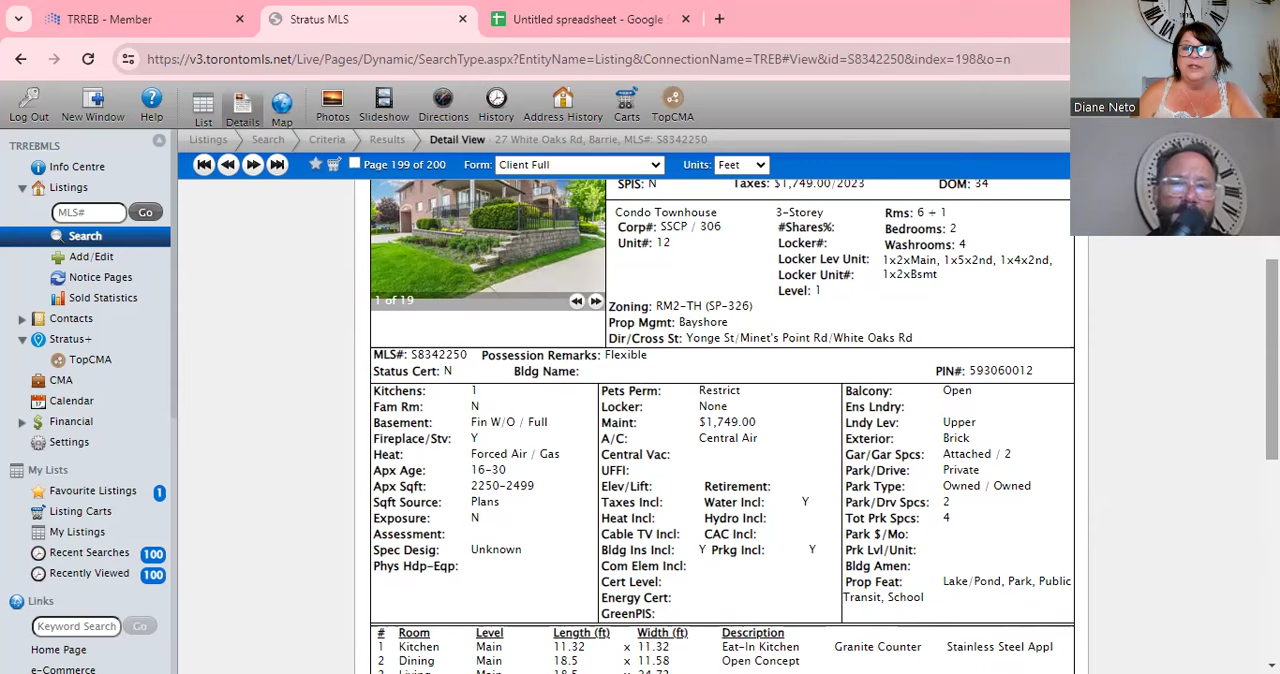 TRREB - Member
Stratus MLS
Untitled spreadsheet - Google
https://v3.torontomls.net/Live/Pages/Dynamic/SearchType.aspx?EntityName=Listing&ConnectionName=TREB#View&id=S8342250&index=198&o=n
Diane Neto
Log Out New Window Help List Details Map Photos Slideshow Directions History Address History Carts TopCMA
TRREBMLS
Info Centre
Listings
MLS# Go
Search
Add/Edit
Notice Pages
Sold Statistics
Contacts
Stratus+
TopCMA
CMA
Calendar
Financial
Settings
My Lists
Favourite Listings 1
Listing Carts
My Listings
Recent Searches 100
Recently Viewed 100
Links
Keyword Search Go
Home Page
e-Commerce
Listings Search Criteria Results Detail View - 27 White Oaks Rd, Barrie, MLS#: S8342250
Page 199 of 200 Form: Client Full Units: Feet
SPIS: N Taxes: $1,749.00/2023 DOM: 34
Condo Townhouse 3-Storey Rms: 6 + 1
Corp#: SSCP / 306 #Shares%: Bedrooms: 2
Unit#: 12 Locker#: Washrooms: 4
Locker Lev Unit: 1x2xMain, 1x5x2nd, 1x4x2nd,
Locker Unit#: 1x2xBsmt
Level: 1
1 of 19
Zoning: RM2-TH (SP-326)
Prop Mgmt: Bayshore
Dir/Cross St: Yonge St/Minet's Point Rd/White Oaks Rd
MLS#: S8342250 Possession Remarks: Flexible
Status Cert: N Bldg Name: PIN#: 593060012
Kitchens: 1 Pets Perm: Restrict Balcony: Open
Fam Rm: N Locker: None Ens Lndry:
Basement: Fin W/O / Full Maint: $1,749.00 Lndy Lev: Upper
Fireplace/Stv: Y A/C: Central Air Exterior: Brick
Heat: Forced Air / Gas Central Vac: Gar/Gar Spcs: Attached / 2
Apx Age: 16-30 UFFI: Park/Drive: Private
Apx Sqft: 2250-2499 Elev/Lift: Retirement: Park Type: Owned / Owned
Sqft Source: Plans Taxes Incl: Water Incl: Y Park/Drv Spcs: 2
Exposure: N Heat Incl: Hydro Incl: Tot Prk Spcs: 4
Assessment: Cable TV Incl: CAC Incl: Park $/Mo:
Spec Desig: Unknown Bldg Ins Incl: Y Prkg Incl: Y Prk Lvl/Unit:
Phys Hdp-Eqp: Com Elem Incl: Bldg Amen:
Cert Level: Prop Feat: Lake/Pond, Park, Public
Energy Cert: Transit, School
GreenPIS:
# Room Level Length (ft) Width (ft) Description
1 Kitchen Main 11.32 x 11.32 Eat-In Kitchen Granite Counter Stainless Steel Appl
2 Dining Main 18.5 x 11.58 Open Concept